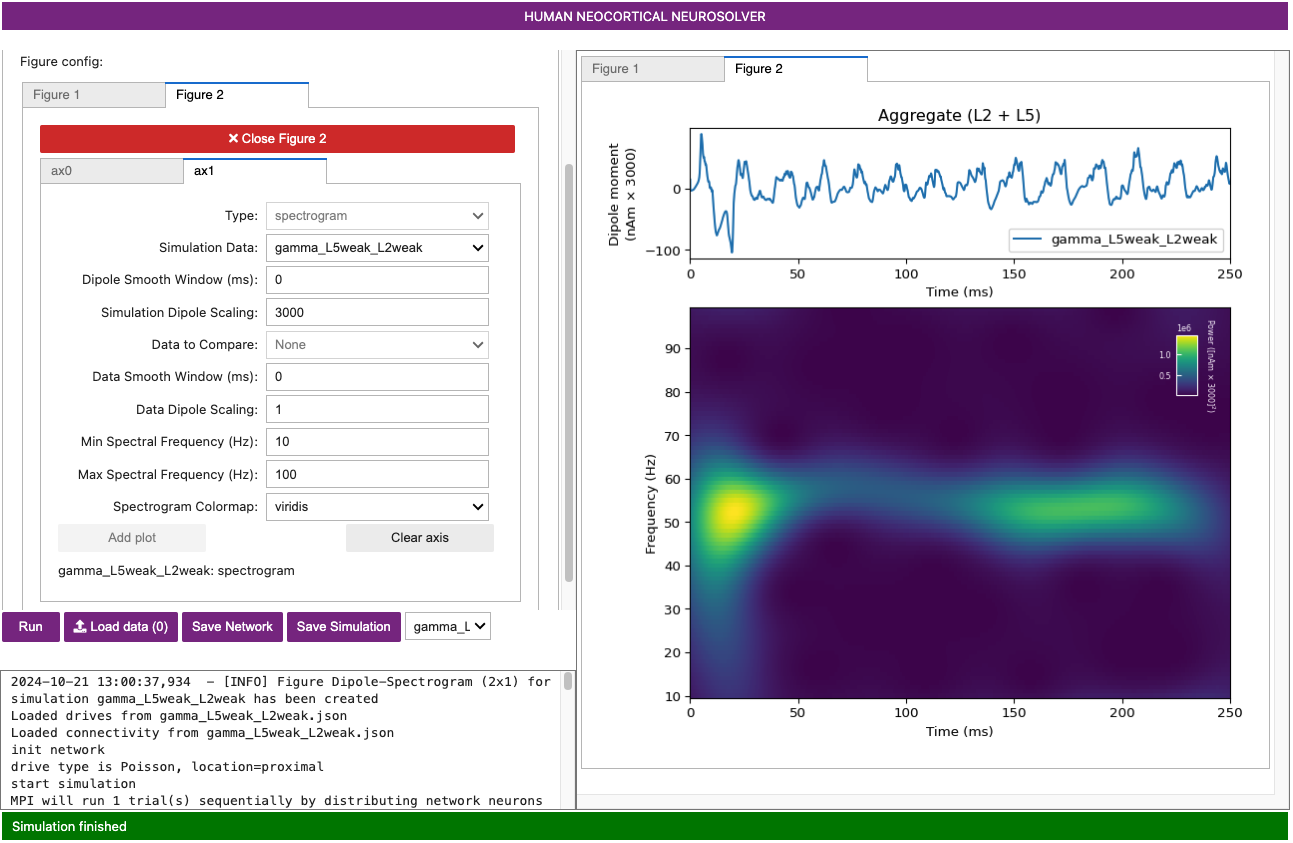 HUMAN NEOCORTICAL NEUROSOLVER
Figure config:
Figure 1
Figure 2
✕ Close Figure 2
ax0
ax1
Type: spectrogram
Simulation Data: gamma_L5weak_L2weak
Dipole Smooth Window (ms): 0
Simulation Dipole Scaling: 3000
Data to Compare: None
Data Smooth Window (ms): 0
Data Dipole Scaling: 1
Min Spectral Frequency (Hz): 10
Max Spectral Frequency (Hz): 100
Spectrogram Colormap: viridis
Add plot
Clear axis
gamma_L5weak_L2weak: spectrogram
Run
Load data (0)
Save Network
Save Simulation
gamma_L
2024-10-21 13:00:37,934 - [INFO] Figure Dipole-Spectrogram (2x1) for
simulation gamma_L5weak_L2weak has been created
Loaded drives from gamma_L5weak_L2weak.json
Loaded connectivity from gamma_L5weak_L2weak.json
init network
drive type is Poisson, location=proximal
start simulation
MPI will run 1 trial(s) sequentially by distributing network neurons
Figure 1
Figure 2
Aggregate (L2 + L5)
Dipole moment
(nAm × 3000)
0
−100
gamma_L5weak_L2weak
0 50 100 150 200 250
Time (ms)
Frequency (Hz)
90
80
70
60
50
40
30
20
10
1e6
1.0
0.5
Power ([nAm × 3000]²)
0 50 100 150 200 250
Time (ms)
Simulation finished